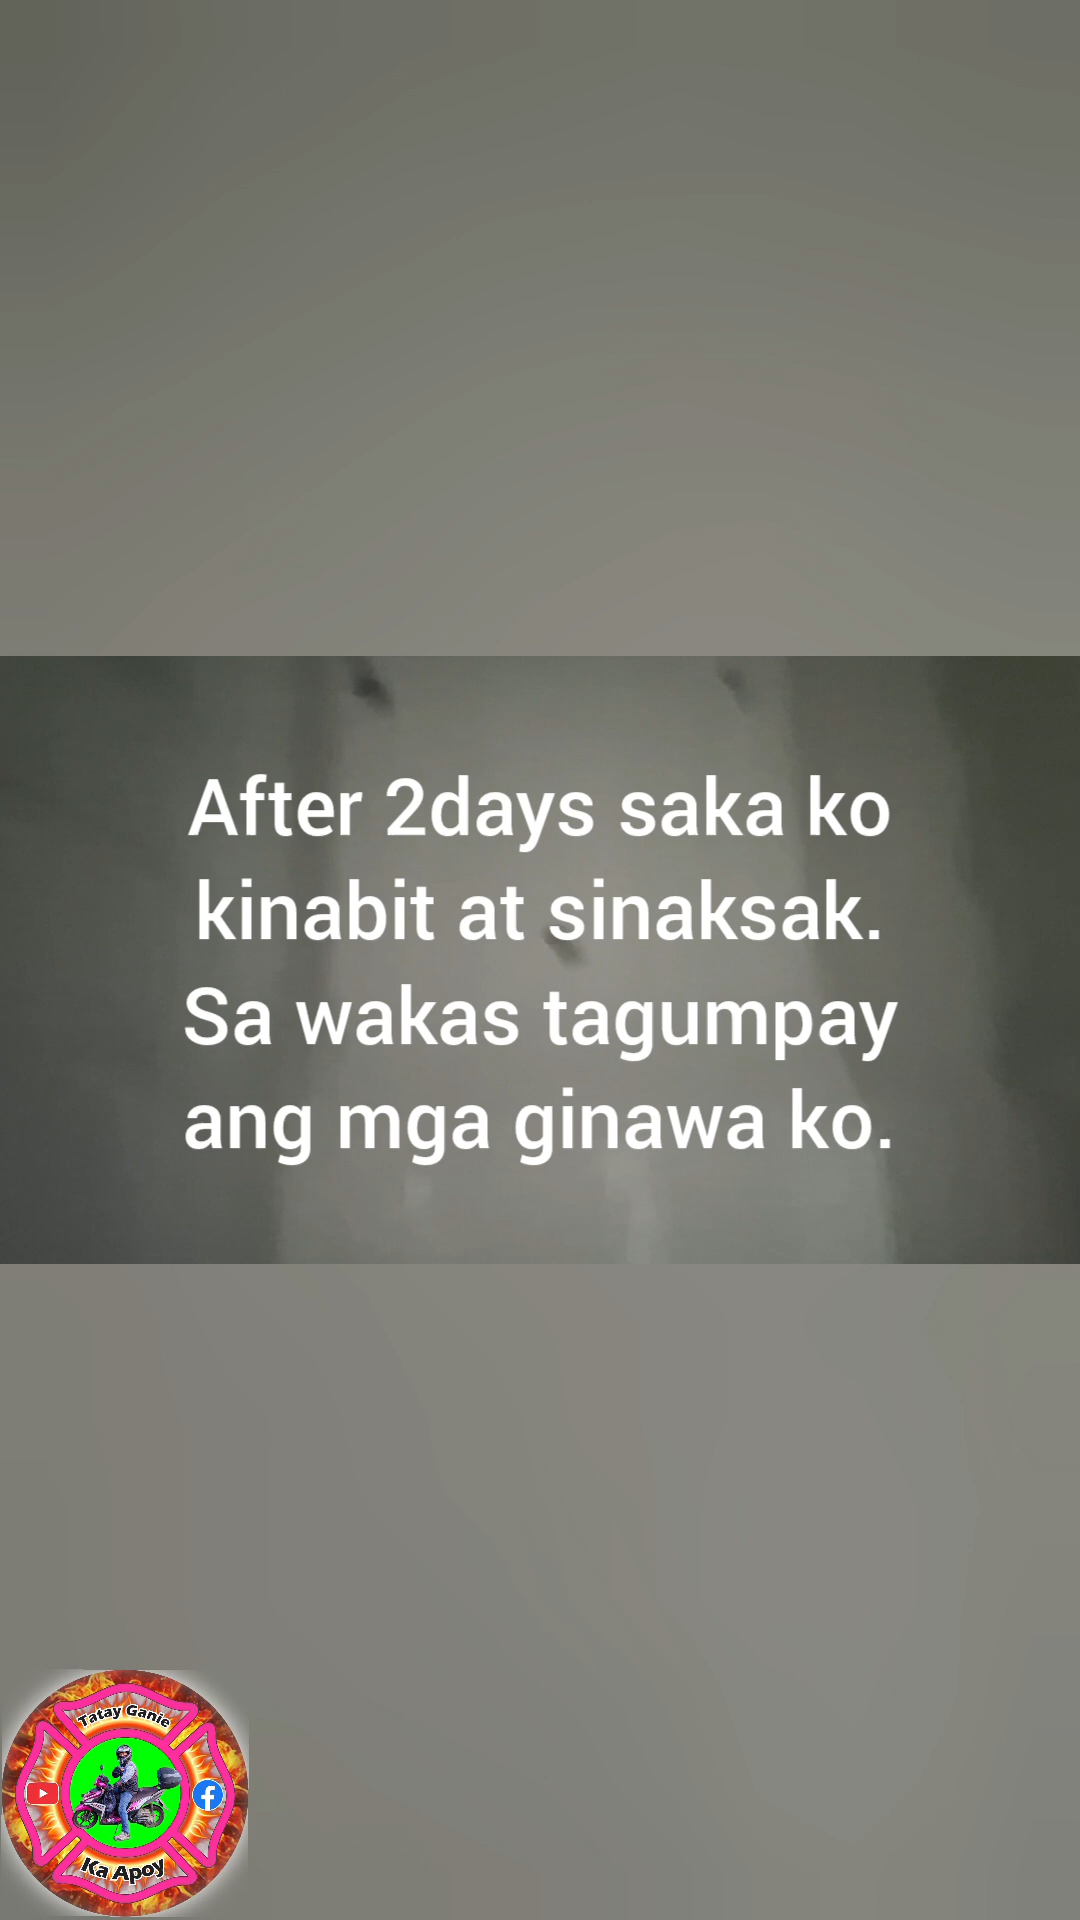 After 2days saka ko
kinabit at sinaksak.
Sa wakas tagumpay
ang mga ginawa ko.
Tatay Ganie
Ka Apoy